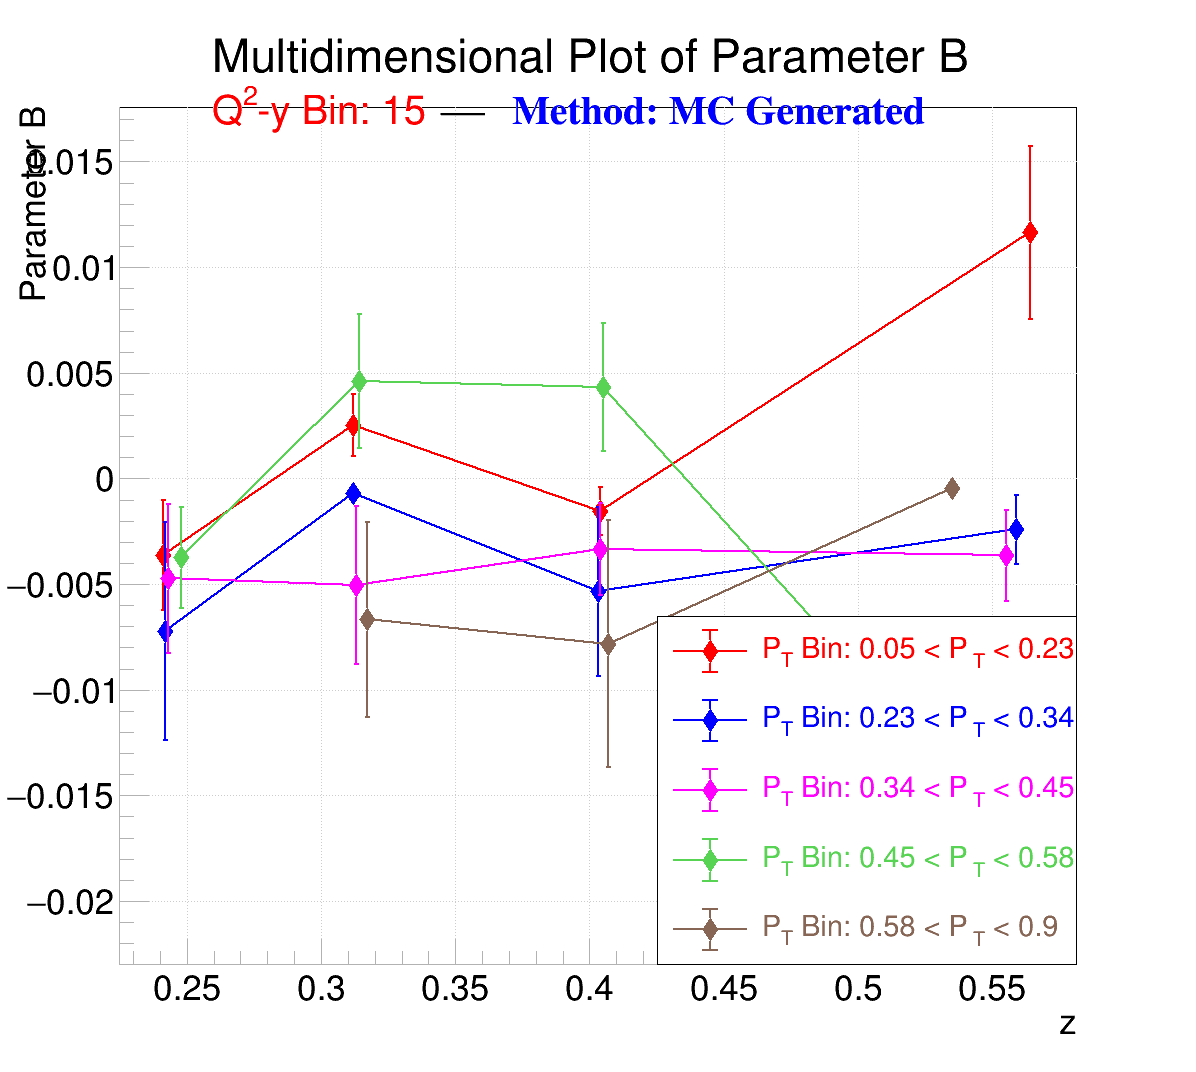 Multidimensional Plot of Parameter B
Q2-y Bin: 15 — Method: MC Generated
Parameter B
0.015
0.01
0.005
0
−0.005
−0.01
−0.015
−0.02
PT Bin: 0.05 < PT < 0.23
PT Bin: 0.23 < PT < 0.34
PT Bin: 0.34 < PT < 0.45
PT Bin: 0.45 < PT < 0.58
PT Bin: 0.58 < PT < 0.9
0.25 0.3 0.35 0.4 0.45 0.5 0.55
z